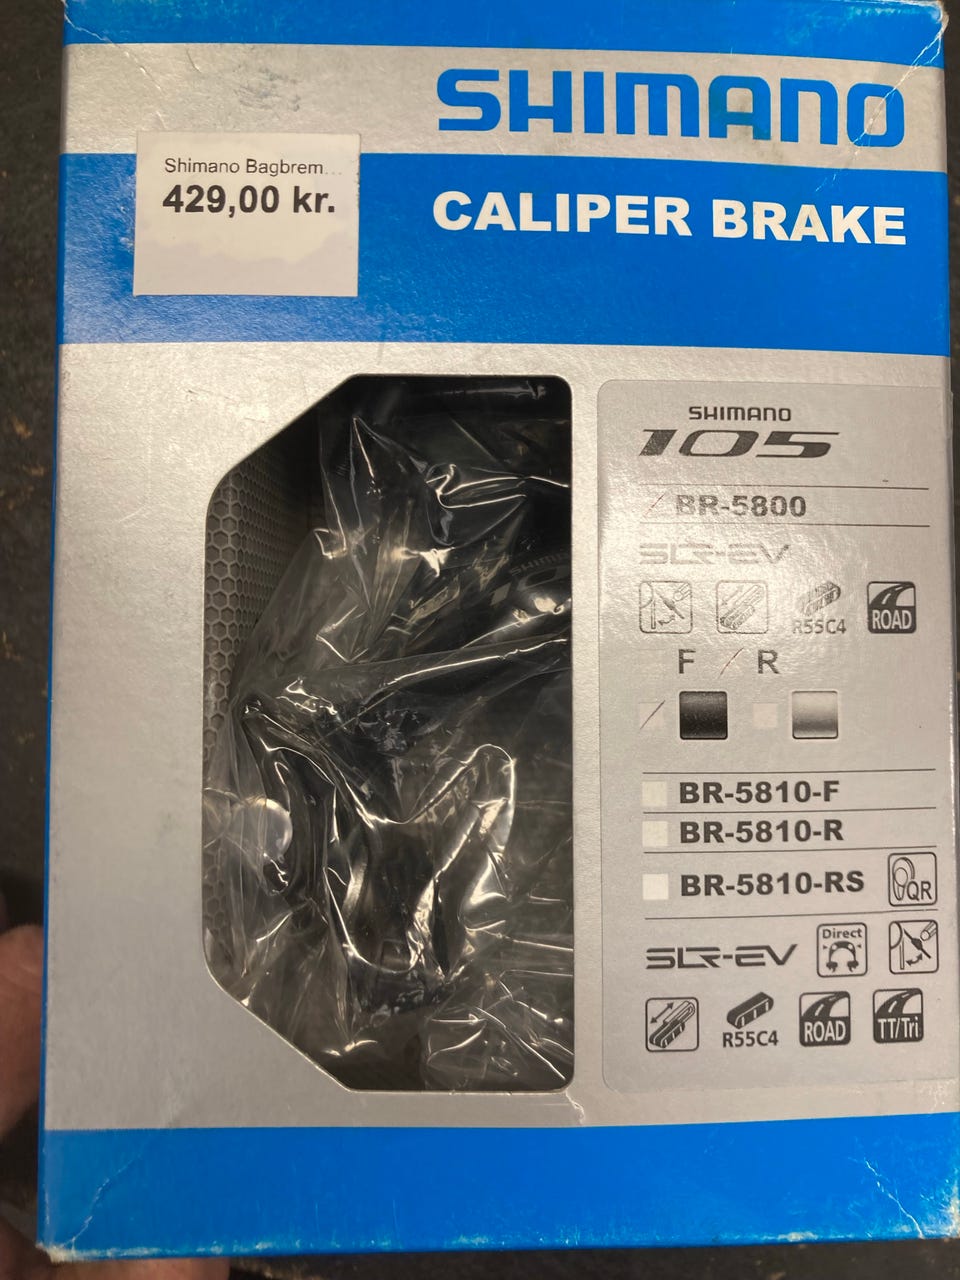 SHIMANO
CALIPER BRAKE
Shimano Bagbrem...
429,00 kr.
SHIMANO
105
BR-5800
SLR-EV
R55C4
ROAD
F R
BR-5810-F
BR-5810-R
BR-5810-RS
QR
SLR-EV
Direct
R55C4
ROAD
TT/Tri
SHIMANO